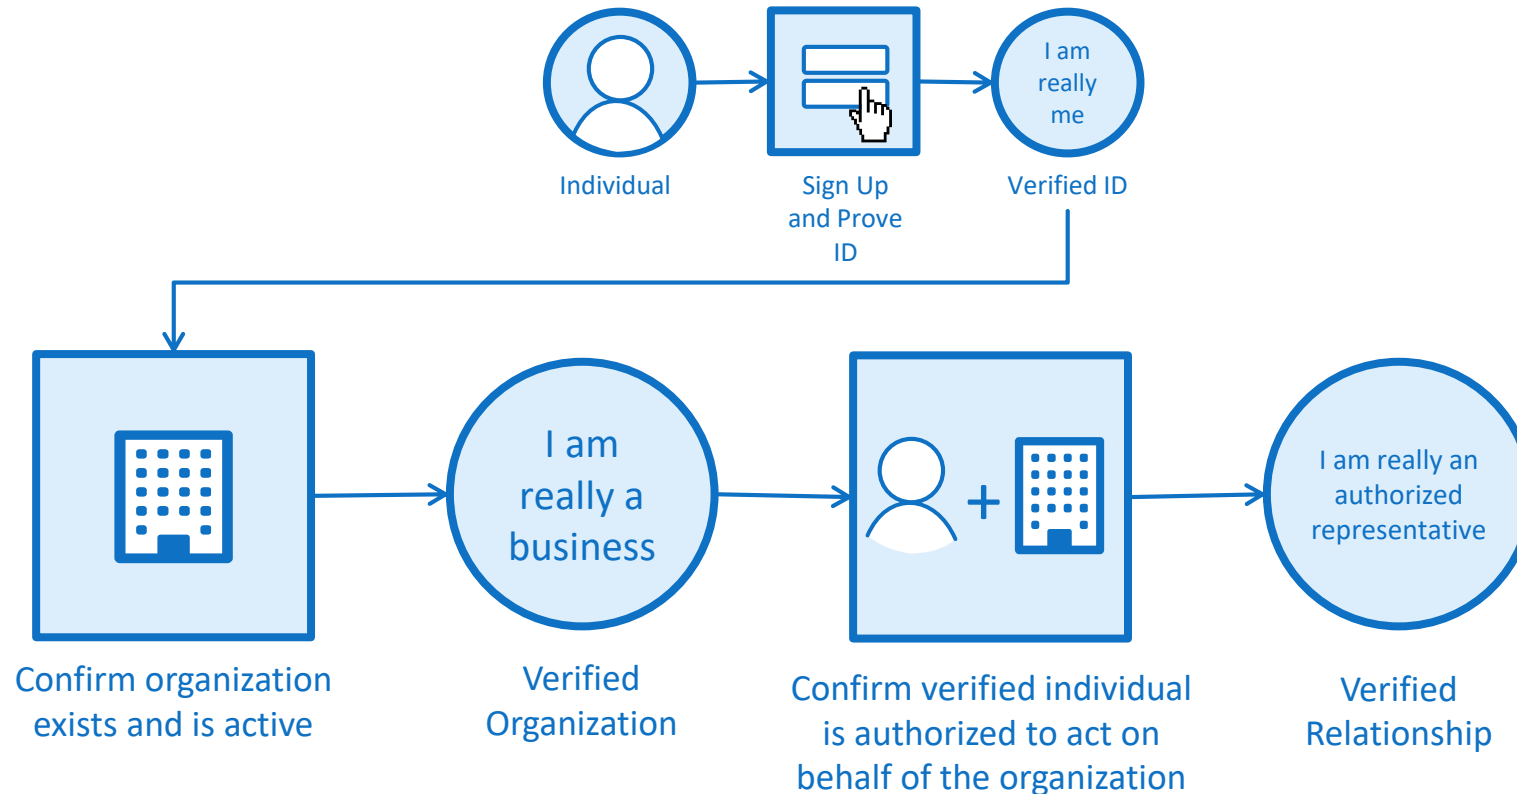 I am
really
me
Individual
Sign Up
and Prove
ID
Verified ID
I am
really a
business
+
I am really an
authorized
representative
Confirm organization
exists and is active
Verified
Organization
Confirm verified individual
is authorized to act on
behalf of the organization
Verified
Relationship